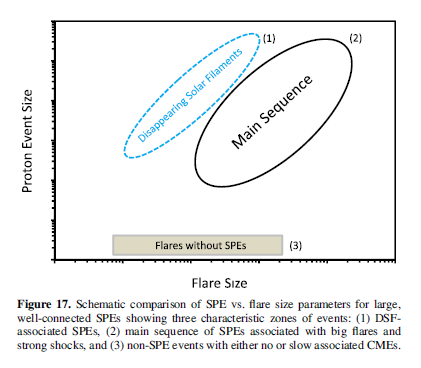 (1)
(2)
Disappearing Solar Filaments
Main Sequence
Proton Event Size
Flares without SPEs
(3)
Flare Size
Figure 17. Schematic comparison of SPE vs. flare size parameters for large,
well-connected SPEs showing three characteristic zones of events: (1) DSF-
associated SPEs, (2) main sequence of SPEs associated with big flares and
strong shocks, and (3) non-SPE events with either no or slow associated CMEs.